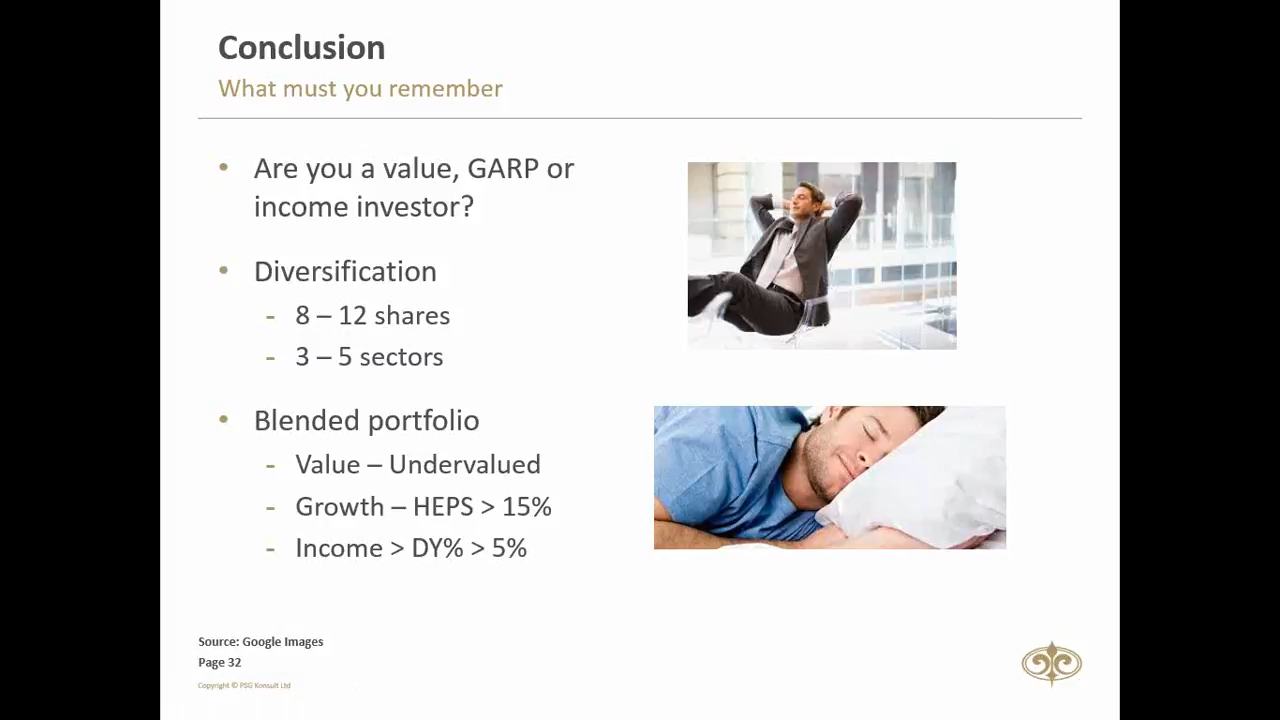 Conclusion
What must you remember
• Are you a value, GARP or
income investor?
• Diversification
- 8 – 12 shares
- 3 – 5 sectors
• Blended portfolio
- Value – Undervalued
- Growth – HEPS > 15%
- Income > DY% > 5%
Source: Google Images
Page 32
Copyright © PSG Konsult Ltd